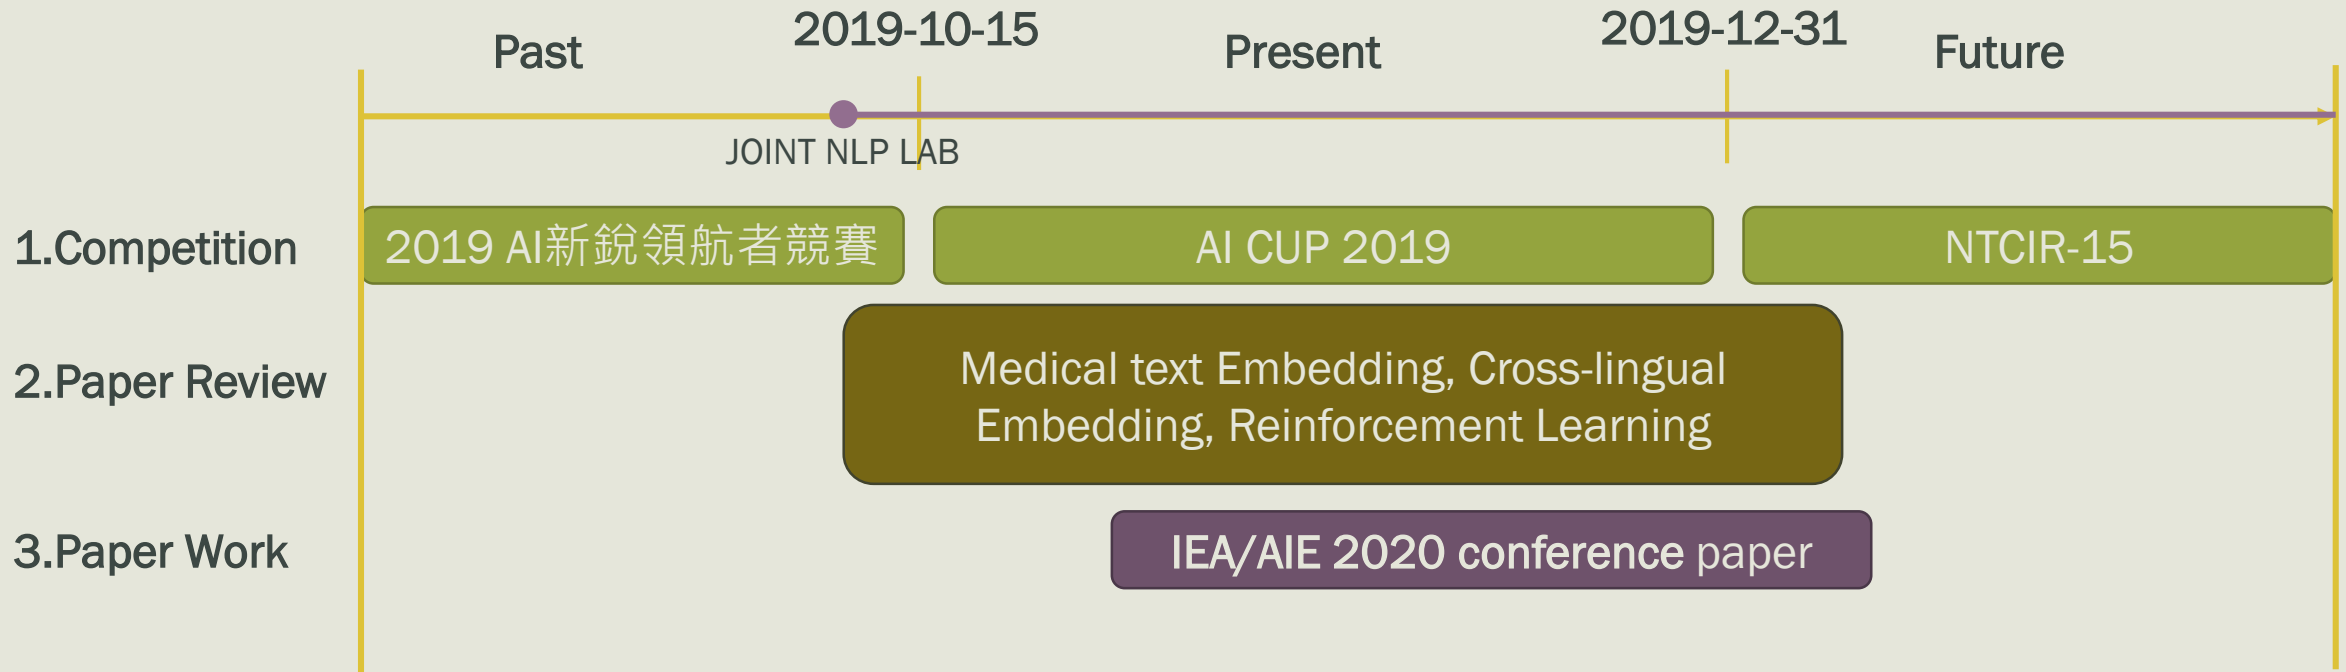 Past
2019-10-15
Present
2019-12-31
Future
JOINT NLP LAB
1.Competition
2019 AI新銳領航者競賽
AI CUP 2019
NTCIR-15
2.Paper Review
Medical text Embedding, Cross-lingual
Embedding, Reinforcement Learning
3.Paper Work
IEA/AIE 2020 conference paper